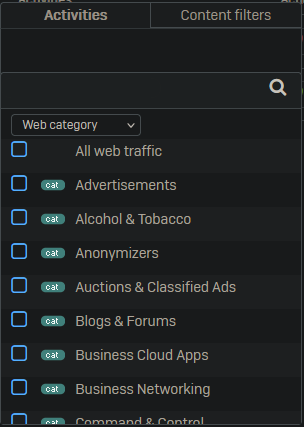 Activities
Content filters
Web category
All web traffic
cat Advertisements
cat Alcohol & Tobacco
cat Anonymizers
cat Auctions & Classified Ads
cat Blogs & Forums
cat Business Cloud Apps
cat Business Networking
cat Command & Control